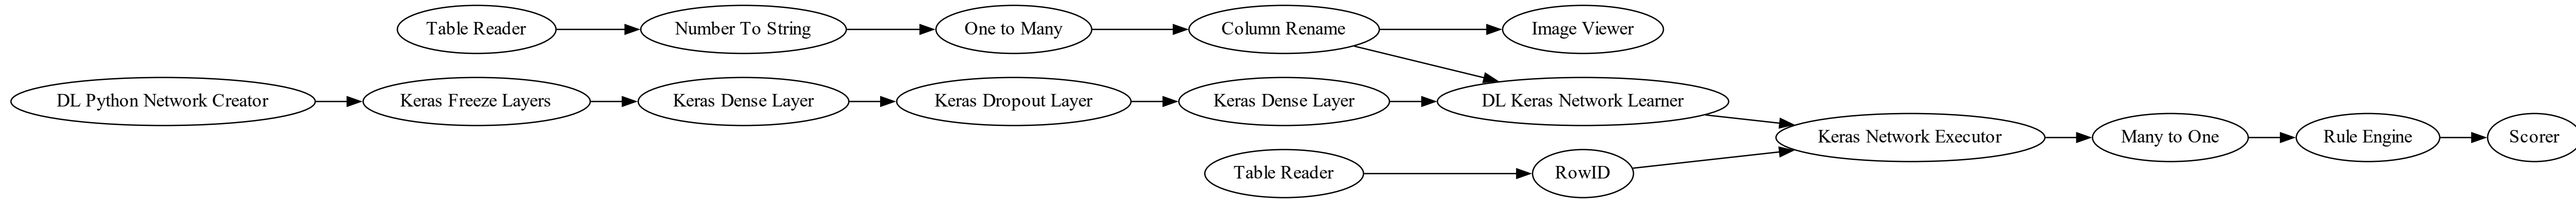 Table Reader
Number To String
One to Many
Column Rename
Image Viewer
DL Python Network Creator
Keras Freeze Layers
Keras Dense Layer
Keras Dropout Layer
Keras Dense Layer
DL Keras Network Learner
Keras Network Executor
Many to One
Rule Engine
Scorer
Table Reader
RowID